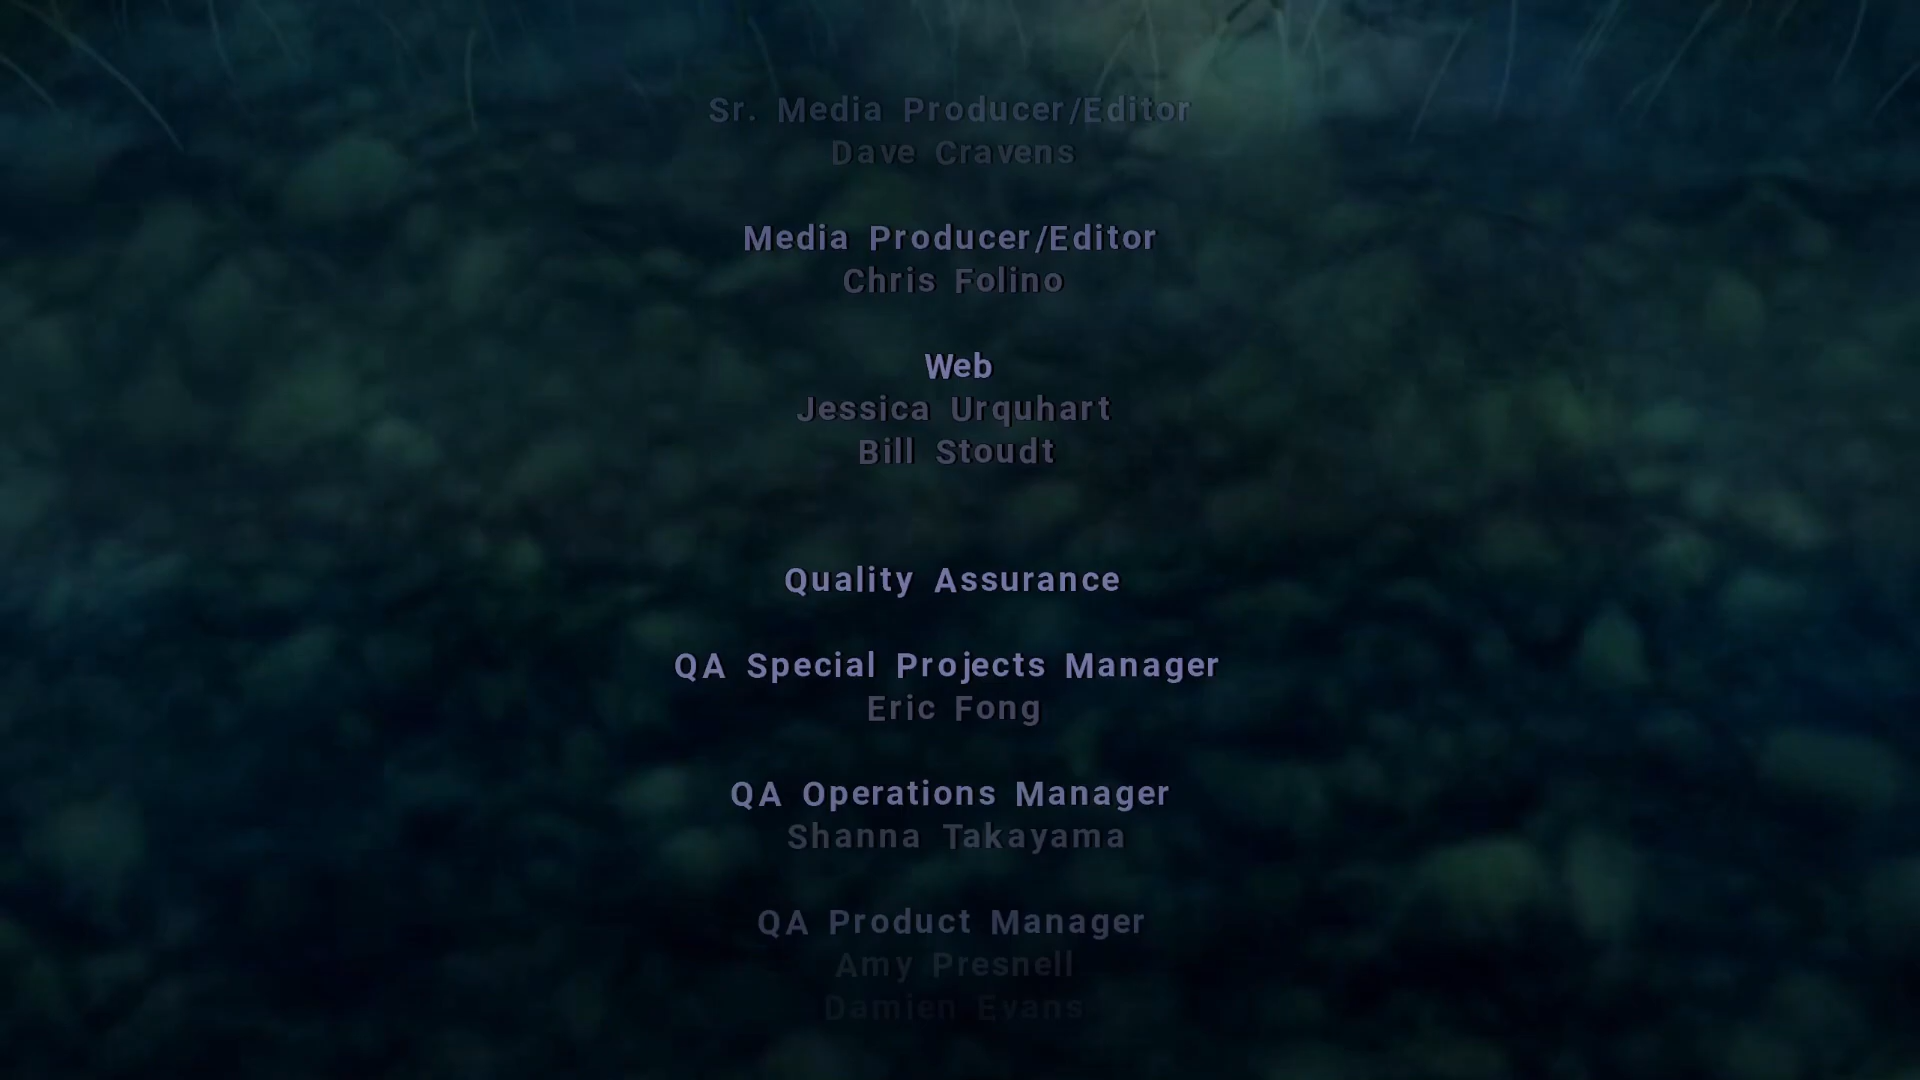 Sr. Media Producer/Editor
Dave Cravens
Media Producer/Editor
Chris Folino
Web
Jessica Urquhart
Bill Stoudt
Quality Assurance
QA Special Projects Manager
Eric Fong
QA Operations Manager
Shanna Takayama
QA Product Manager
Amy Presnell
Damien Evans